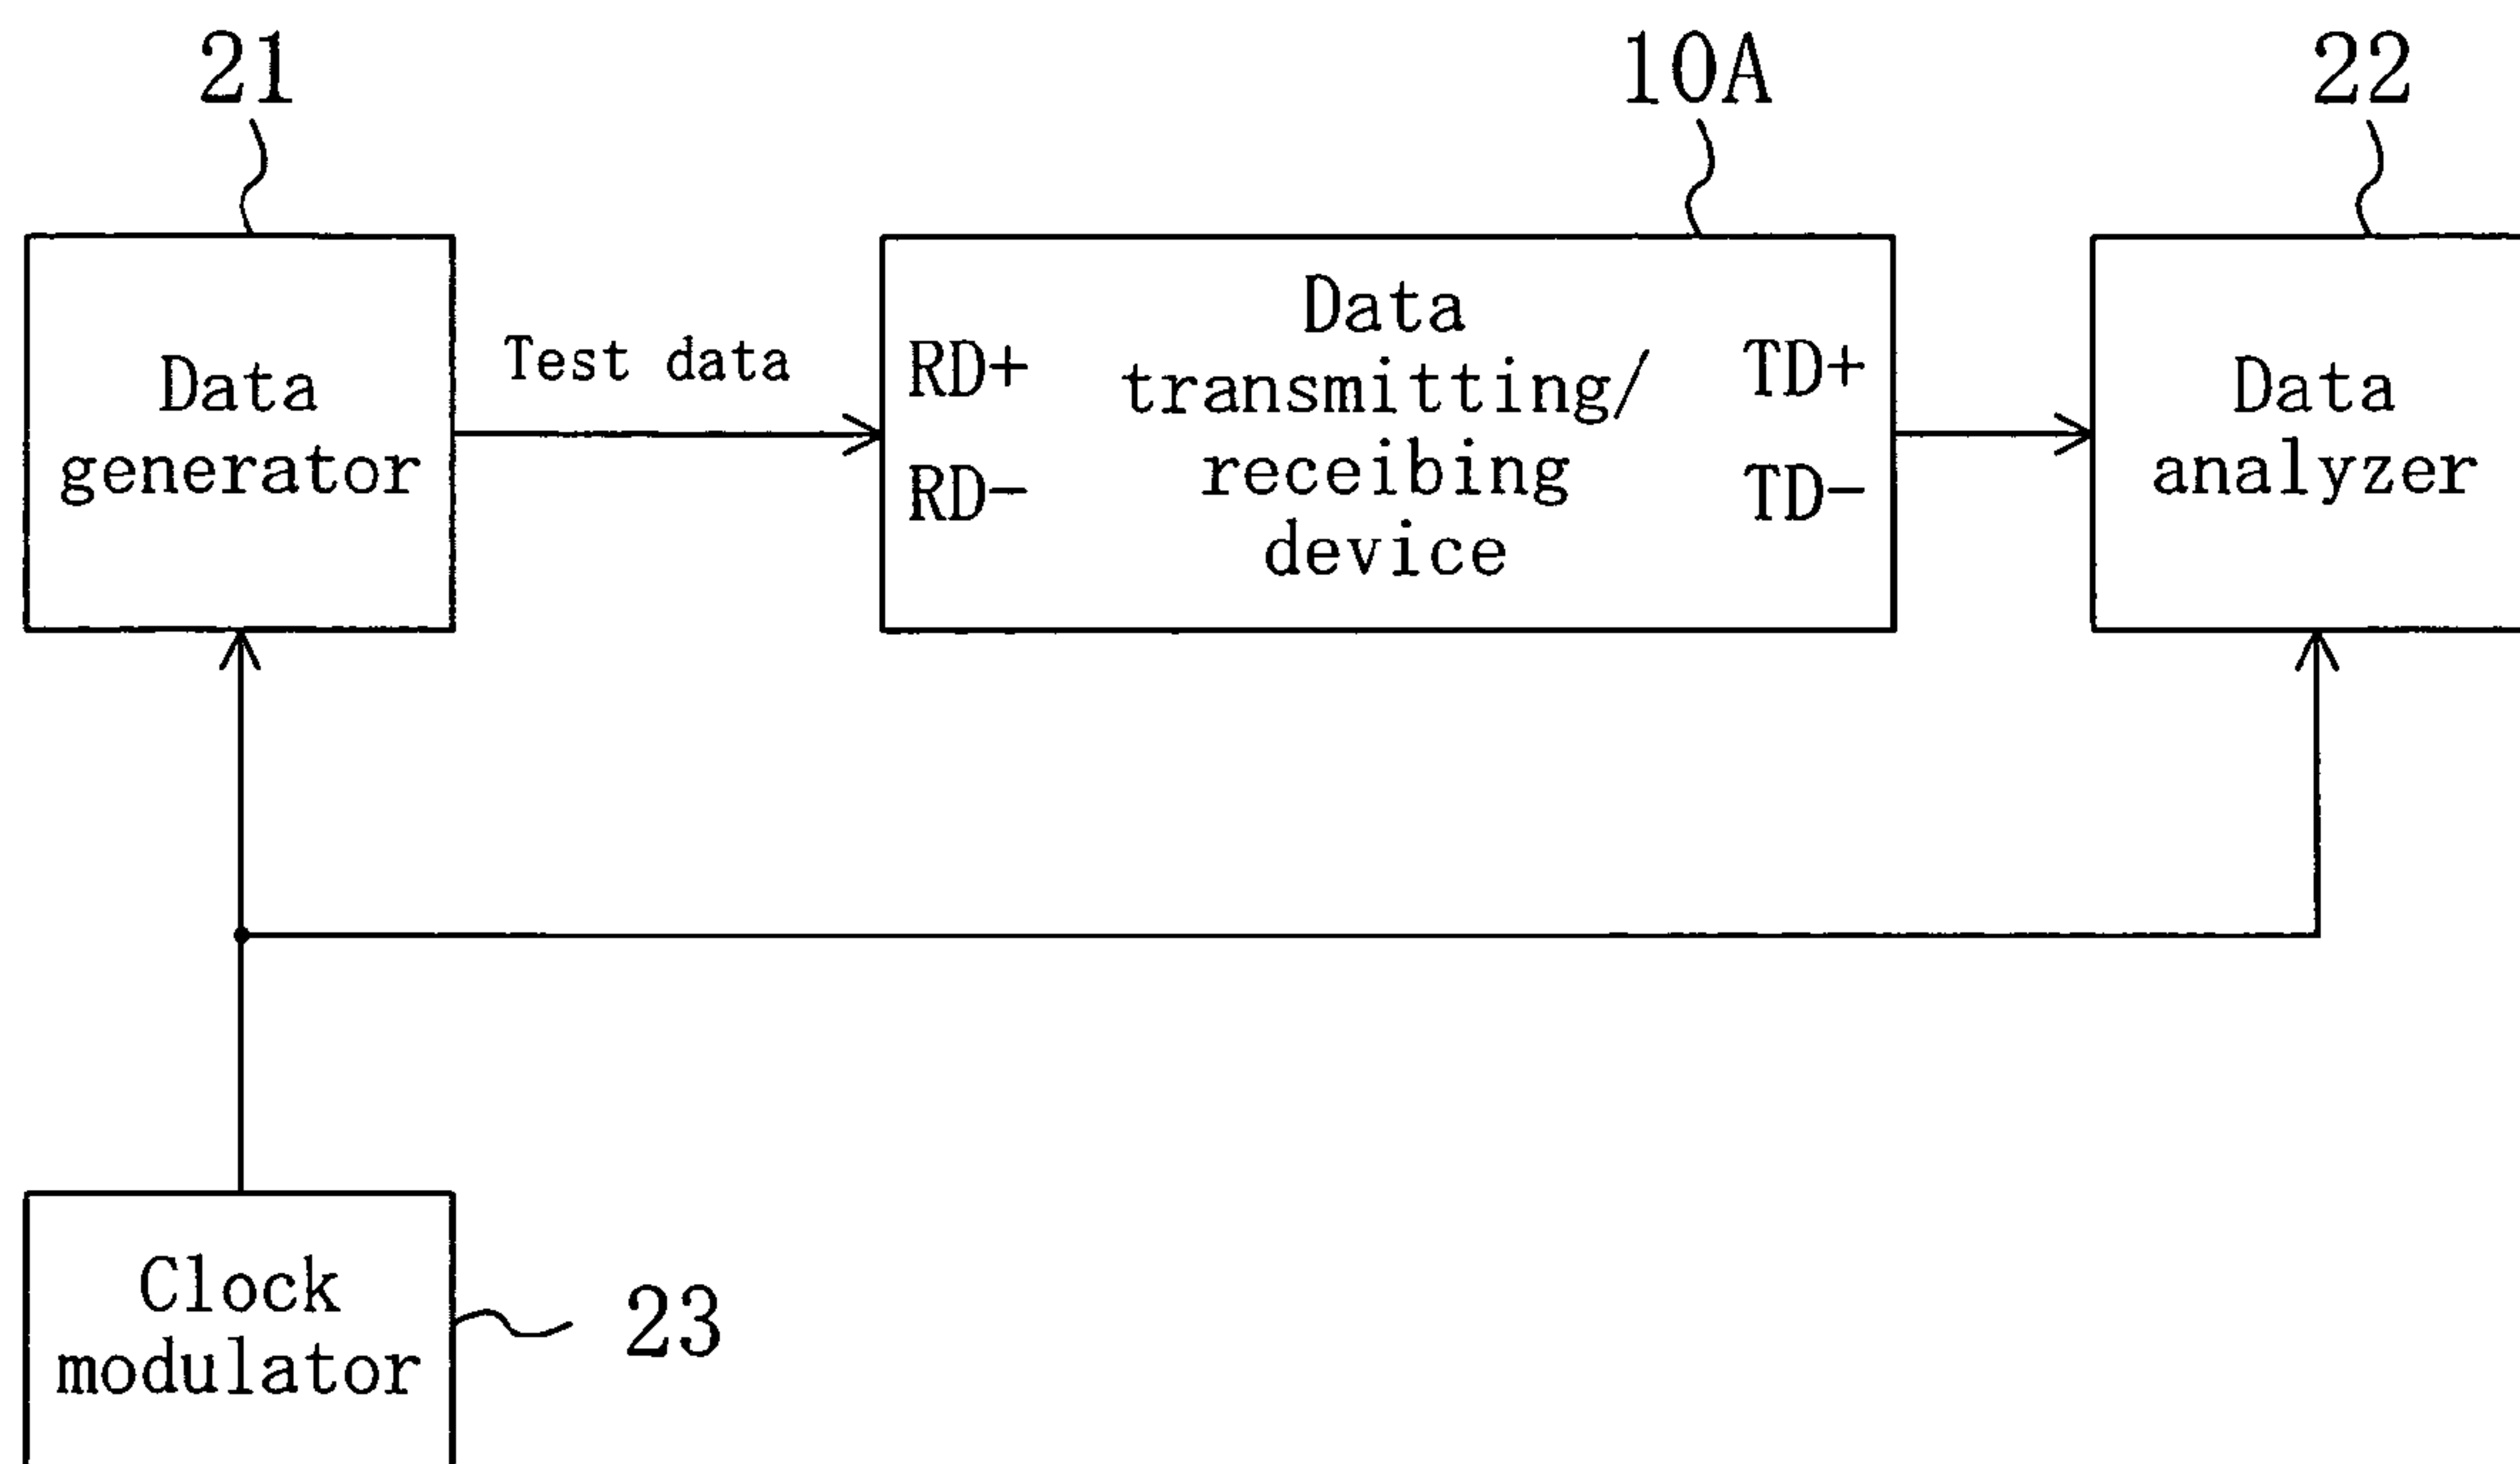 21
10A
22
Data
generator
Test data
RD+
RD-
Data
transmitting/
receibing
device
TD+
TD-
Data
analyzer
Clock
modulator
23